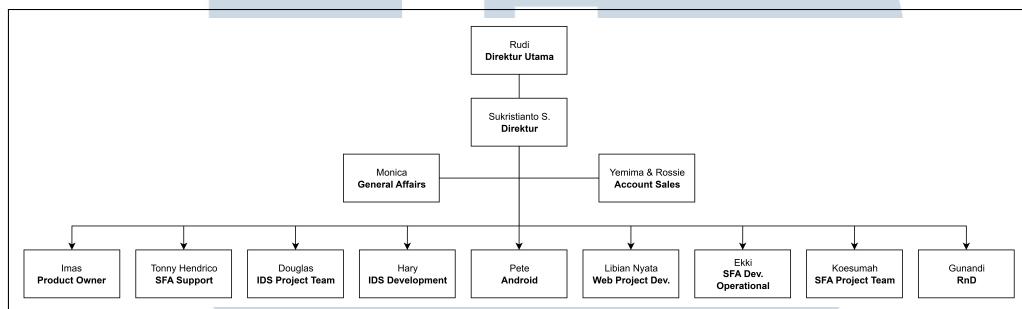 Rudi
Direktur Utama
Sukristianto S.
Direktur
Monica
General Affairs
Yemima & Rossie
Account Sales
Imas
Product Owner
Tonny Hendrico
SFA Support
Douglas
IDS Project Team
Hary
IDS Development
Pete
Android
Libian Nyata
Web Project Dev.
Ekki
SFA Dev.
Operational
Koesumah
SFA Project Team
Gunandi
RnD